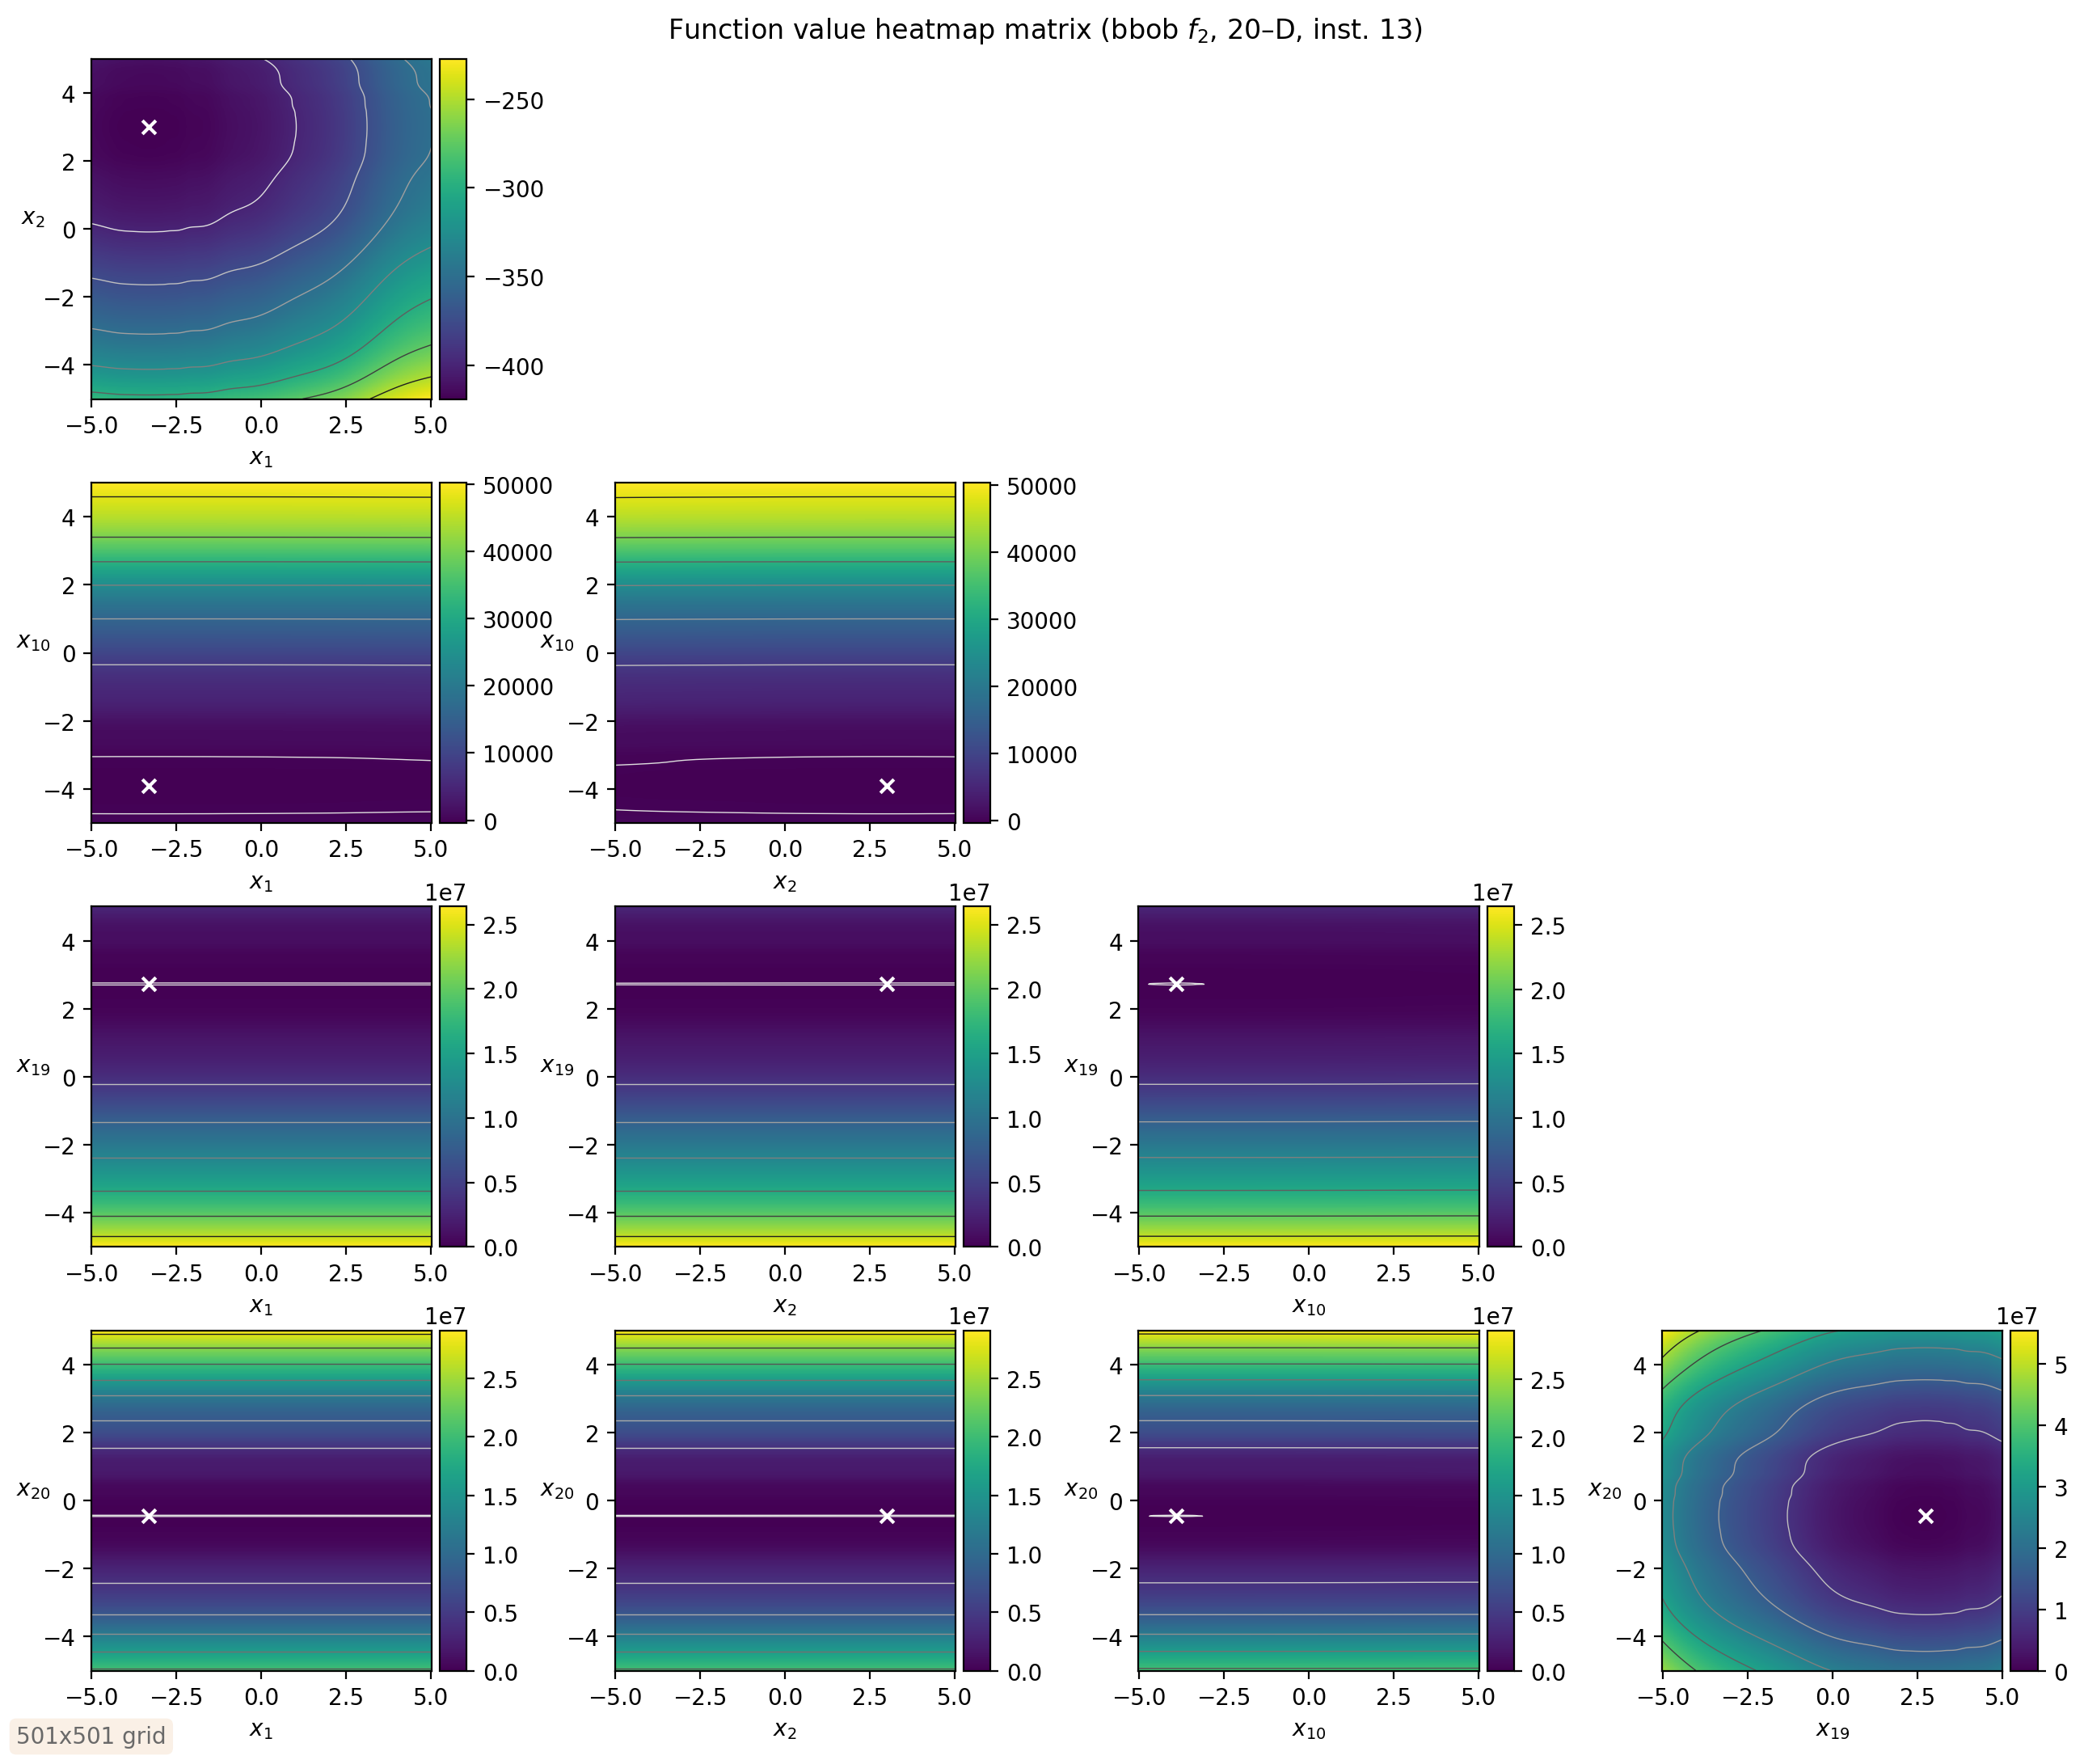 Function value heatmap matrix (bbob f₂, 20–D, inst. 13)
x₂
4
2
0
−2
−4
−5.0 −2.5 0.0 2.5 5.0
x₁
−250
−300
−350
−400
x₁₀
4
2
0
−2
−4
−5.0 −2.5 0.0 2.5 5.0
x₁
50000
40000
30000
20000
10000
0
x₁₀
4
2
0
−2
−4
−5.0 −2.5 0.0 2.5 5.0
x₂
50000
40000
30000
20000
10000
0
x₁₉
4
2
0
−2
−4
−5.0 −2.5 0.0 2.5 5.0
x₁
1e7
2.5
2.0
1.5
1.0
0.5
0.0
x₁₉
4
2
0
−2
−4
−5.0 −2.5 0.0 2.5 5.0
x₂
1e7
2.5
2.0
1.5
1.0
0.5
0.0
x₁₉
4
2
0
−2
−4
−5.0 −2.5 0.0 2.5 5.0
x₁₀
1e7
2.5
2.0
1.5
1.0
0.5
0.0
x₂₀
4
2
0
−2
−4
−5.0 −2.5 0.0 2.5 5.0
x₁
1e7
2.5
2.0
1.5
1.0
0.5
0.0
x₂₀
4
2
0
−2
−4
−5.0 −2.5 0.0 2.5 5.0
x₂
1e7
2.5
2.0
1.5
1.0
0.5
0.0
x₂₀
4
2
0
−2
−4
−5.0 −2.5 0.0 2.5 5.0
x₁₀
1e7
2.5
2.0
1.5
1.0
0.5
0.0
x₂₀
4
2
0
−2
−4
−5.0 −2.5 0.0 2.5 5.0
x₁₉
1e7
5
4
3
2
1
0
501x501 grid